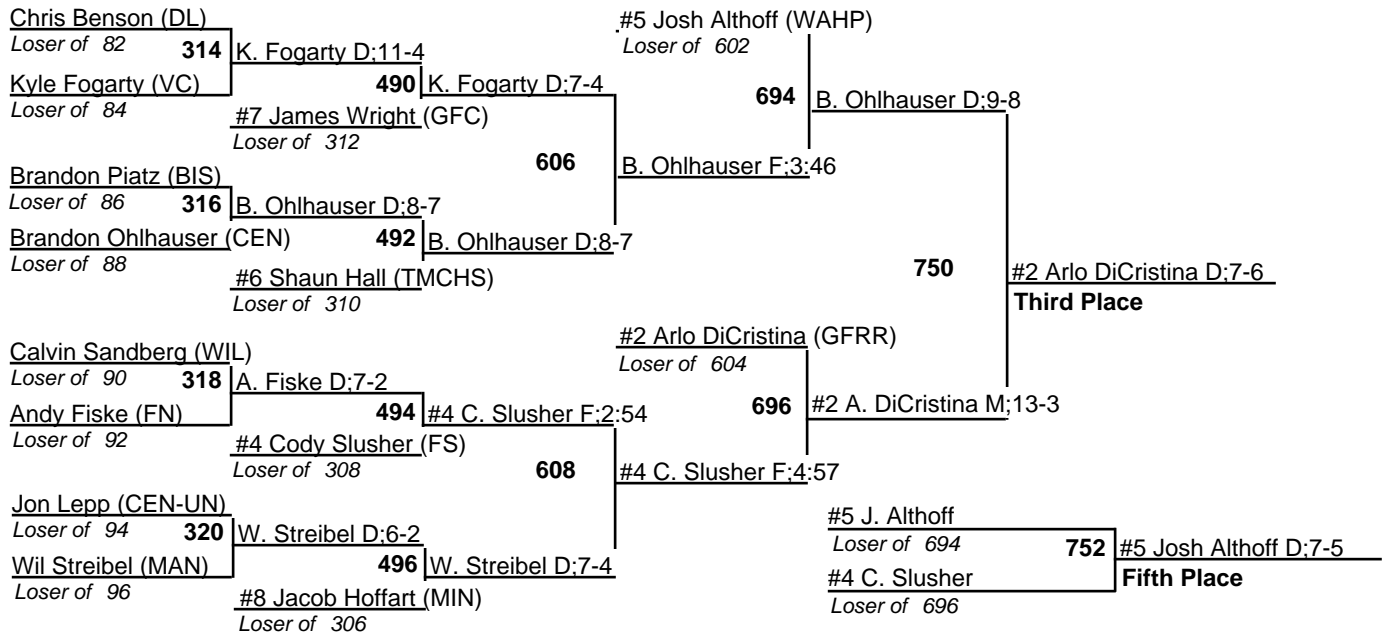 Chris Benson (DL)
Loser of 82
314
K. Fogarty D;11-4
Kyle Fogarty (VC)
Loser of 84
490
K. Fogarty D;7-4
#7 James Wright (GFC)
Loser of 312
606
Brandon Piatz (BIS)
Loser of 86
316
B. Ohlhauser D;8-7
Brandon Ohlhauser (CEN)
Loser of 88
492
B. Ohlhauser D;8-7
#6 Shaun Hall (TMCHS)
Loser of 310
#5 Josh Althoff (WAHP)
Loser of 602
694
B. Ohlhauser D;9-8
B. Ohlhauser F;3:46
750
#2 Arlo DiCristina D;7-6
Third Place
Calvin Sandberg (WIL)
Loser of 90
318
A. Fiske D;7-2
Andy Fiske (FN)
Loser of 92
494
#4 C. Slusher F;2:54
#4 Cody Slusher (FS)
Loser of 308
608
Jon Lepp (CEN-UN)
Loser of 94
320
W. Streibel D;6-2
Wil Streibel (MAN)
Loser of 96
496
W. Streibel D;7-4
#8 Jacob Hoffart (MIN)
Loser of 306
#2 Arlo DiCristina (GFRR)
Loser of 604
696
#2 A. DiCristina M;13-3
#4 C. Slusher F;4:57
#5 J. Althoff
Loser of 694
752
#5 Josh Althoff D;7-5
#4 C. Slusher
Fifth Place
Loser of 696